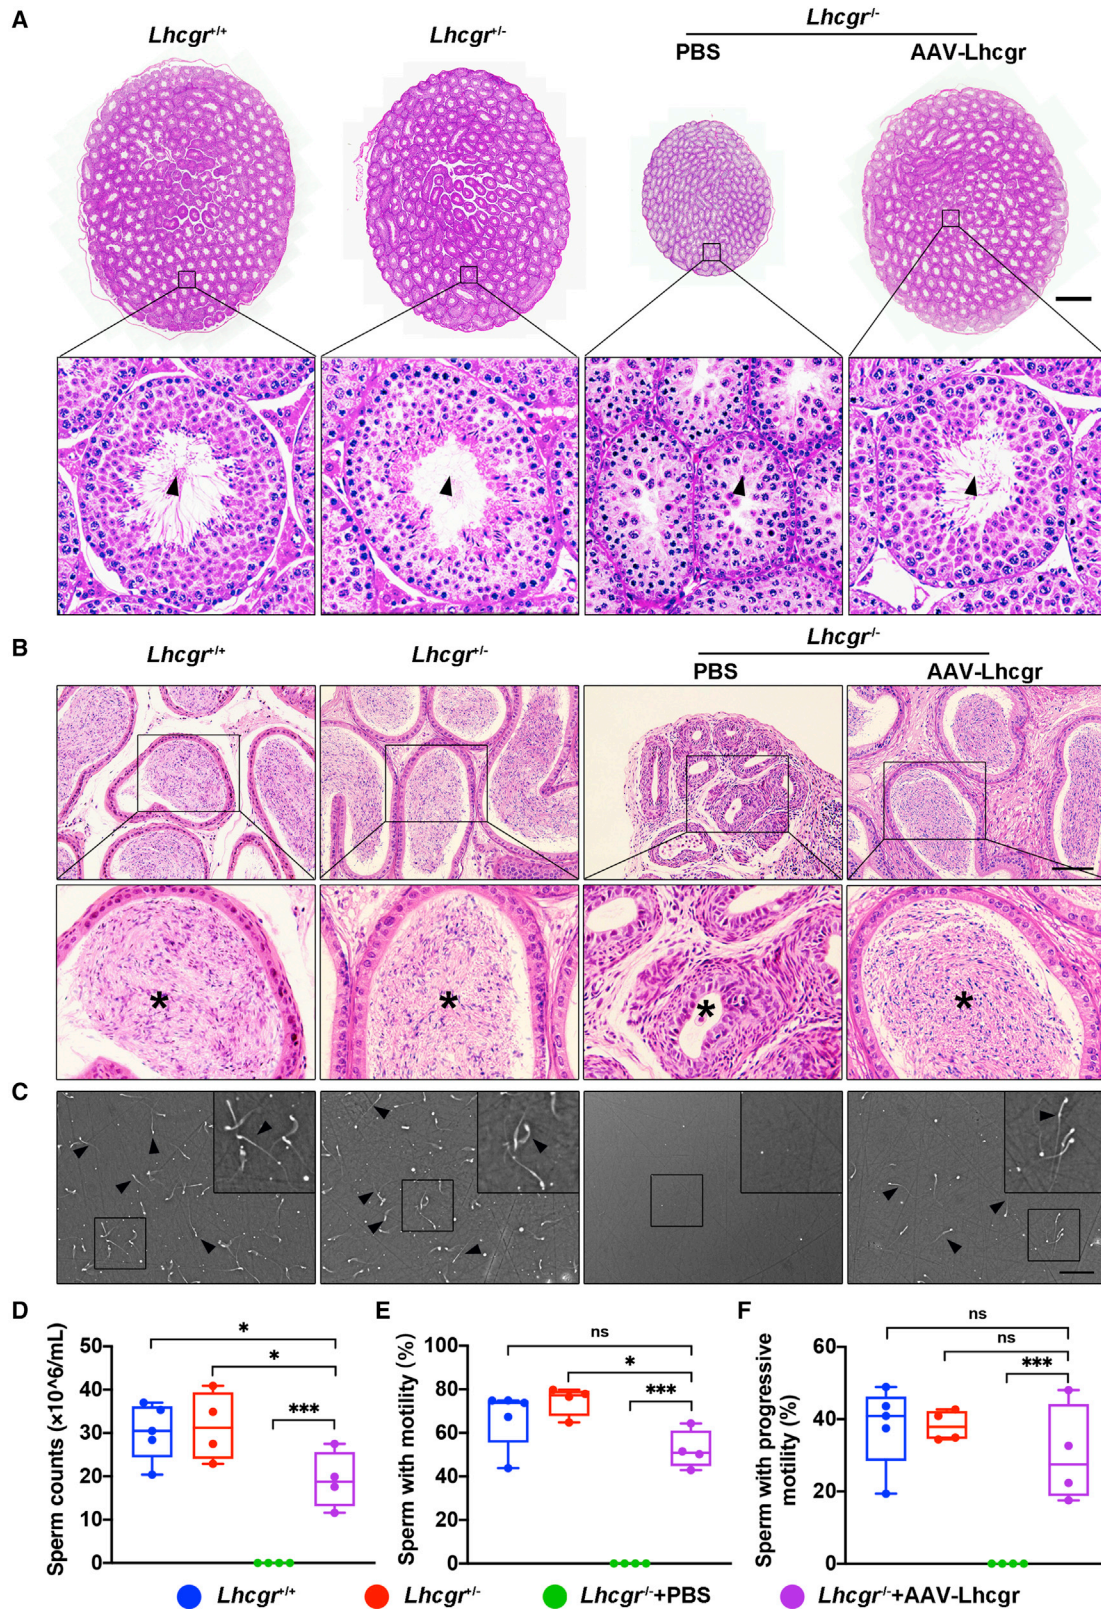 A
Lhcgr+/+ Lhcgr+/- Lhcgr-/-
PBS AAV-Lhcgr
B
Lhcgr+/+ Lhcgr+/- Lhcgr-/-
PBS AAV-Lhcgr
* * * *
C
D
Sperm counts (×10^6/mL)
50
40
30
20
10
0
*
*
***
E
Sperm with motility (%)
100
80
60
40
20
0
ns
*
***
F
Sperm with progressive
motility (%)
60
40
20
0
ns
ns
***
Lhcgr+/+ Lhcgr+/- Lhcgr-/-+PBS Lhcgr-/-+AAV-Lhcgr